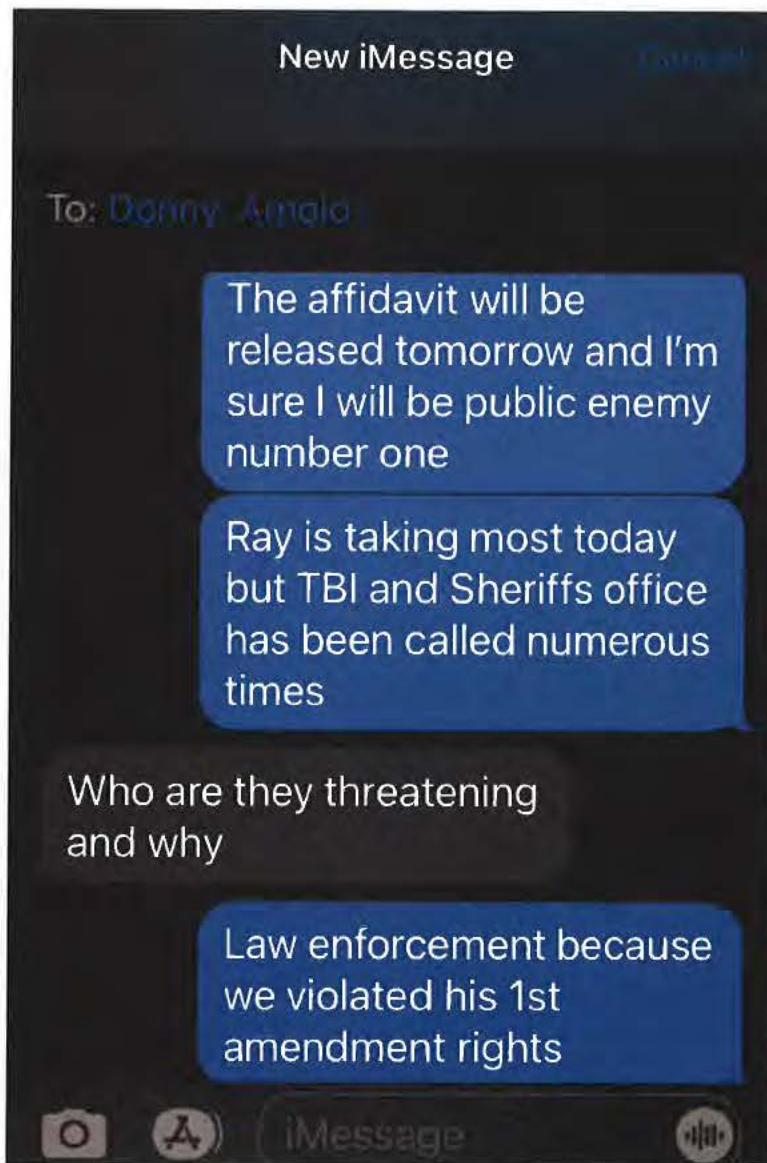 New iMessage
Cancel
To: Donny Arnold
The affidavit will be
released tomorrow and I'm
sure I will be public enemy
number one
Ray is taking most today
but TBI and Sheriffs office
has been called numerous
times
Who are they threatening
and why
Law enforcement because
we violated his 1st
amendment rights
iMessage